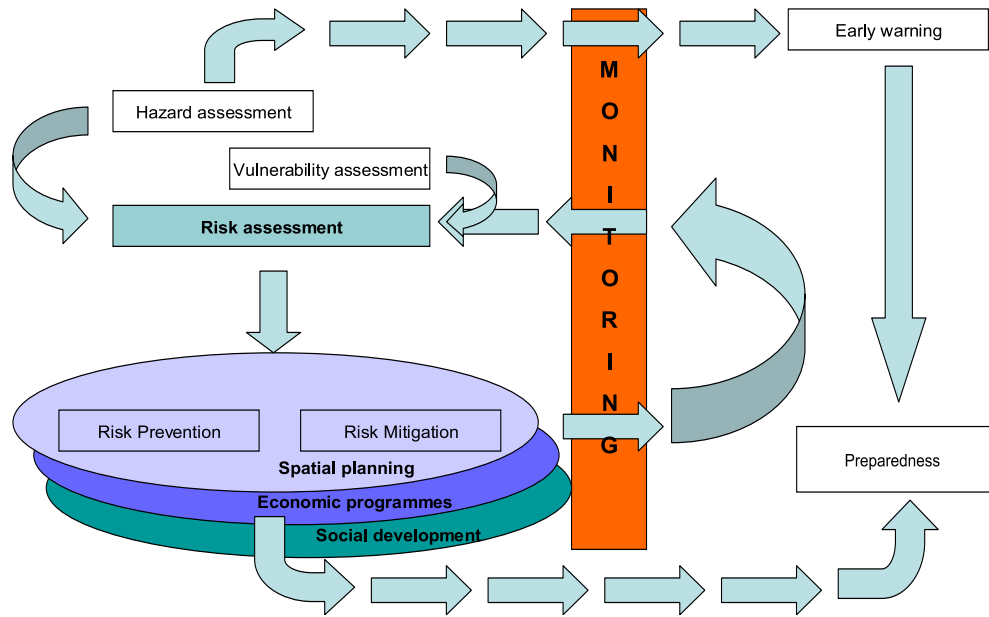 Early warning
MONITORING
Hazard assessment
Vulnerability assessment
Risk assessment
Risk Prevention
Risk Mitigation
Spatial planning
Economic programmes
Social development
Preparedness